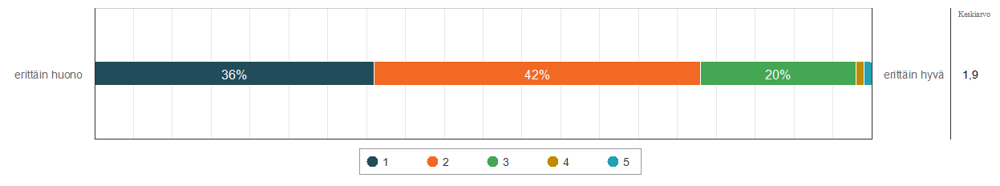 Keskiarvo
erittäin huono 36% 42% 20% erittäin hyvä 1,9
1 2 3 4 5